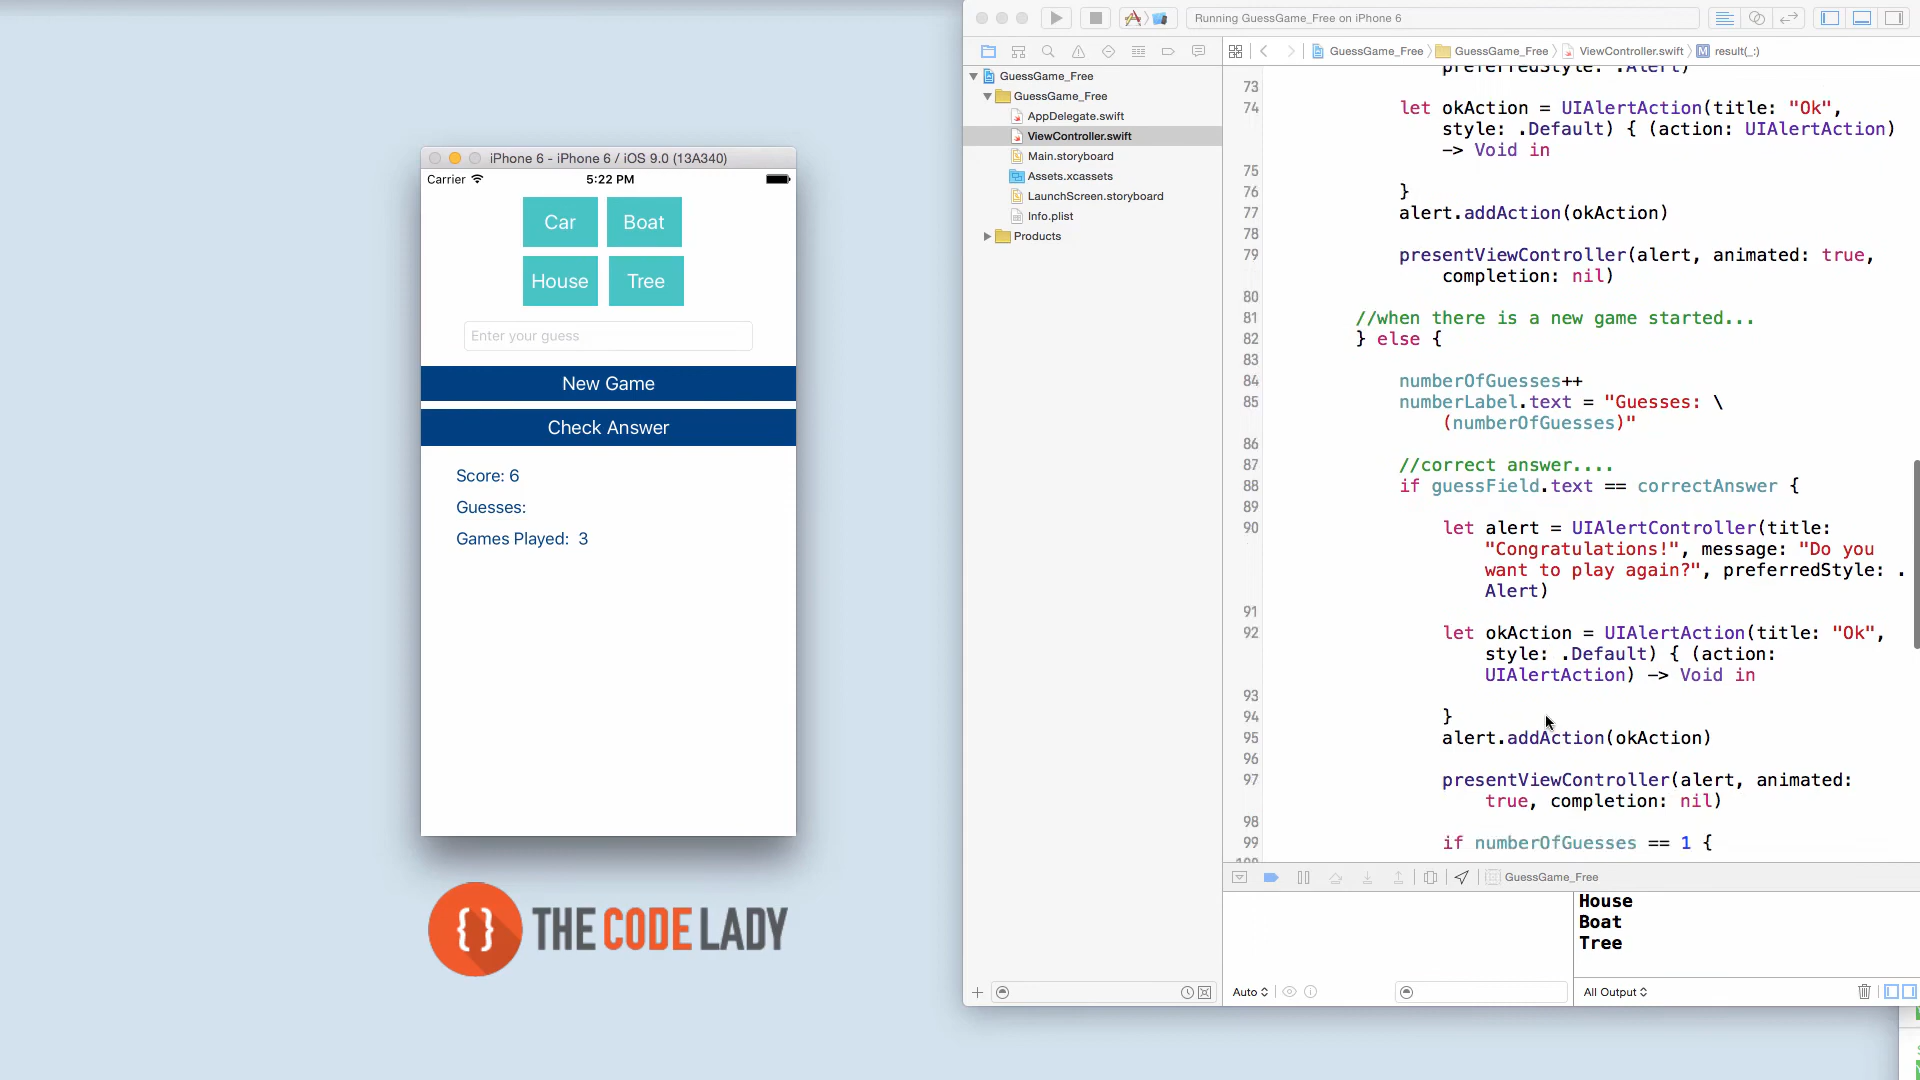 iPhone 6 - iPhone 6 / iOS 9.0 (13A340)
Carrier
5:22 PM
Car
Boat
House
Tree
Enter your guess
New Game
Check Answer
Score: 6
Guesses:
Games Played: 3
THE CODE LADY
Running GuessGame_Free on iPhone 6
GuessGame_Free
GuessGame_Free
AppDelegate.swift
ViewController.swift
Main.storyboard
Assets.xcassets
LaunchScreen.storyboard
Info.plist
Products
GuessGame_Free
GuessGame_Free
ViewController.swift
M result(_:)
preferredStyle: .Alert)
73
74 let okAction = UIAlertAction(title: "Ok",
style: .Default) { (action: UIAlertAction)
-> Void in
75
76 }
77 alert.addAction(okAction)
78
79 presentViewController(alert, animated: true,
completion: nil)
80
81 //when there is a new game started...
82 } else {
83
84 numberOfGuesses++
85 numberLabel.text = "Guesses: \
(numberOfGuesses)"
86
87 //correct answer....
88 if guessField.text == correctAnswer {
89
90 let alert = UIAlertController(title:
"Congratulations!", message: "Do you
want to play again?", preferredStyle: .
Alert)
91
92 let okAction = UIAlertAction(title: "Ok",
style: .Default) { (action:
UIAlertAction) -> Void in
93
94 }
95 alert.addAction(okAction)
96
97 presentViewController(alert, animated:
true, completion: nil)
98
99 if numberOfGuesses == 1 {
GuessGame_Free
House
Boat
Tree
Auto
All Output